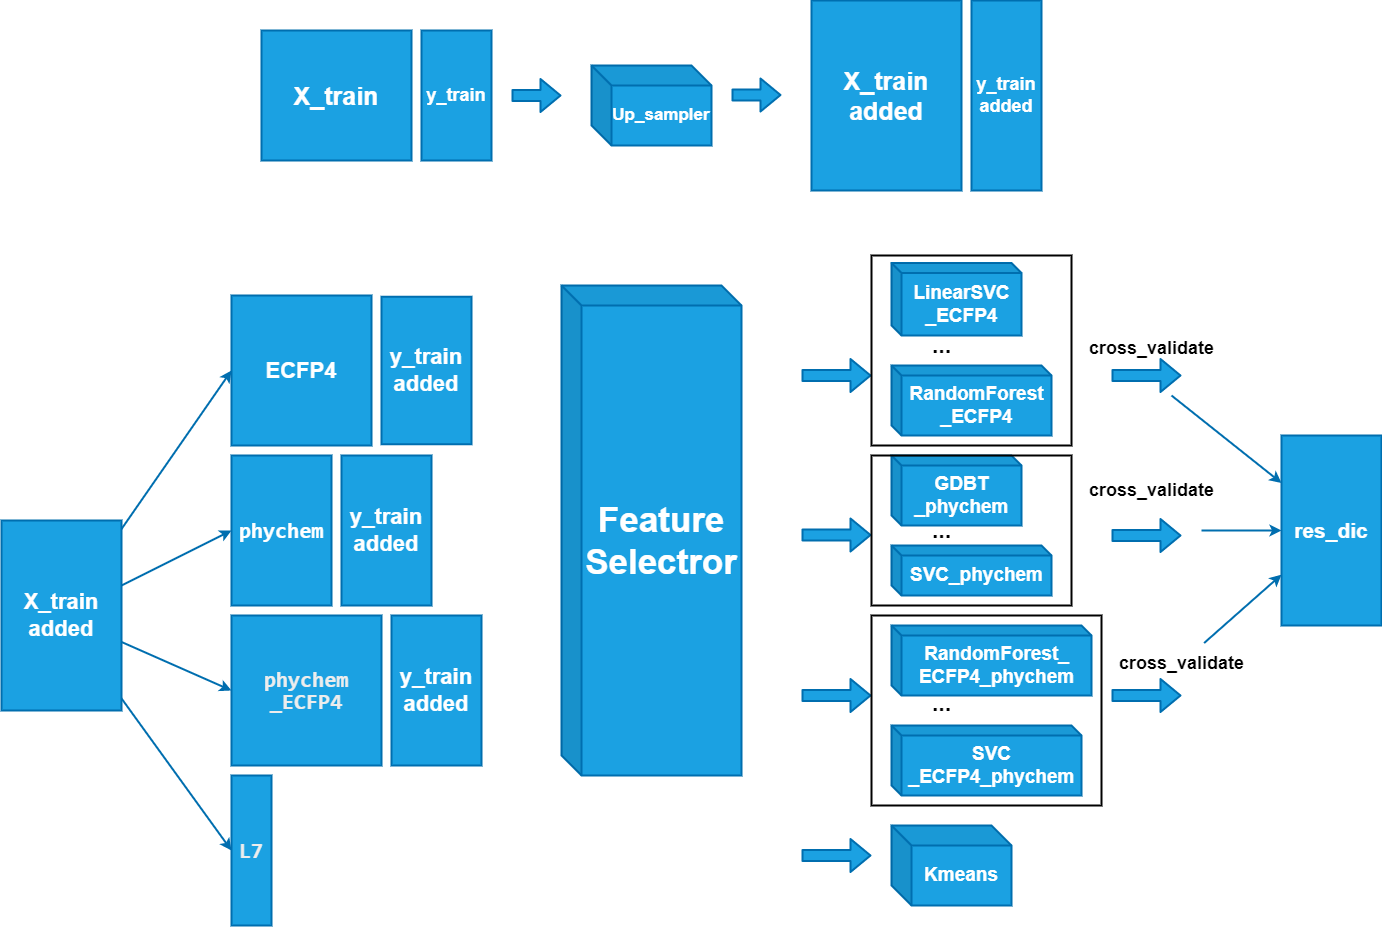 X_train
y_train
Up_sampler
X_train
added
y_train
added
X_train
added
ECFP4
y_train
added
phychem
y_train
added
phychem
_ECFP4
y_train
added
L7
Feature
Selectror
LinearSVC
_ECFP4
...
RandomForest
_ECFP4
cross_validate
GDBT
_phychem
...
SVC_phychem
cross_validate
RandomForest_
ECFP4_phychem
...
SVC
_ECFP4_phychem
cross_validate
Kmeans
res_dic